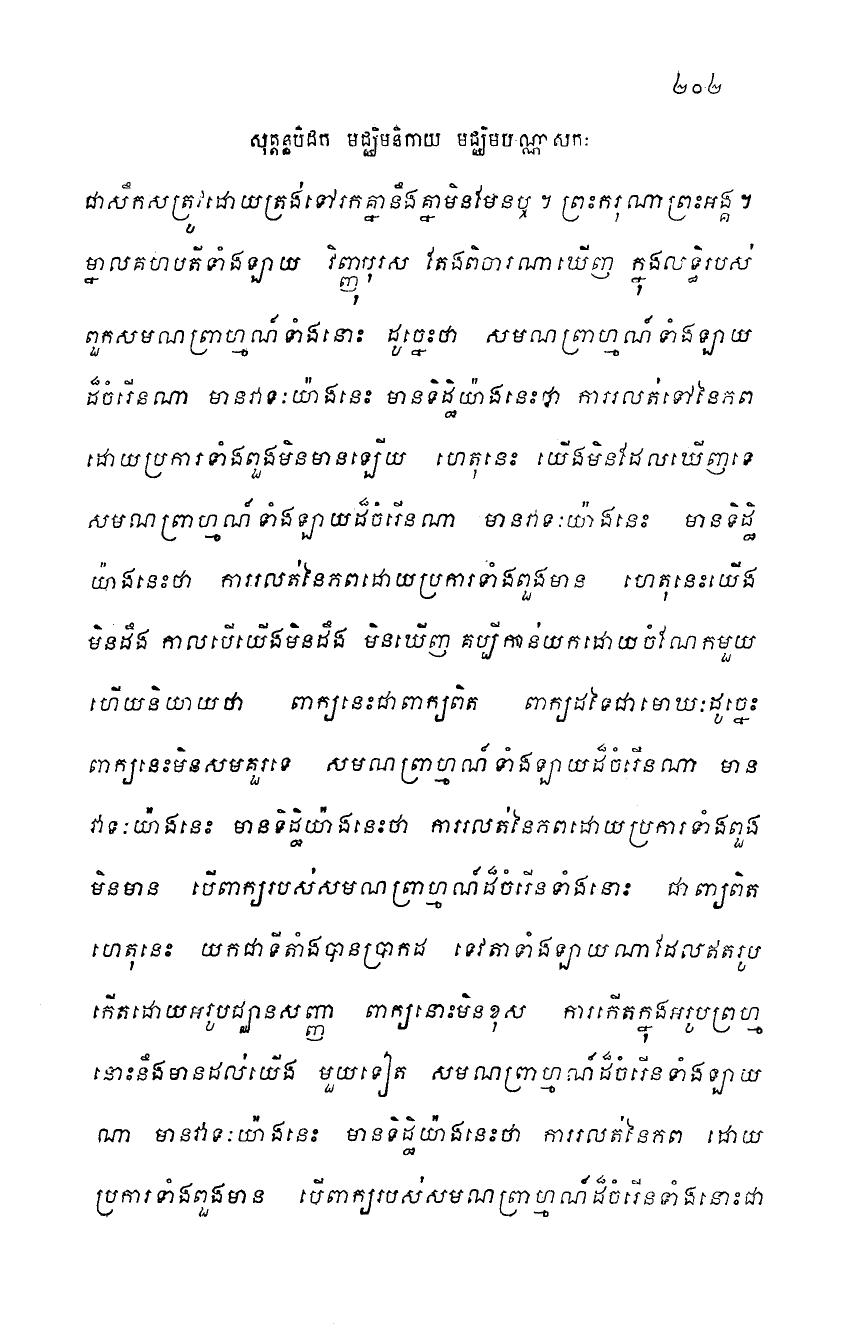 ២០២
សុត្តន្តបិដក មជ្ឈិមនិកាយ មជ្ឈិមបណ្ណាសកៈ
ជាសឹកសត្រូវដោយត្រង់ទៅរកគ្នានឹងគ្នាមិនមែនឬ ។ ព្រះករុណាព្រះអង្គ ។
ម្នាលគហបតីទាំងឡាយ វិញ្ញុបុរស តែងពិចារណាឃើញ ក្នុងលទ្ធិរបស់
ពួកសមណព្រាហ្មណ៍ទាំងនោះ ដូច្នេះថា សមណព្រាហ្មណ៍ទាំងឡាយ
ដ៏ចំរើនណា មានវាទៈយ៉ាងនេះ មានទិដ្ឋិយ៉ាងនេះថា ការរលត់ទៅនៃភព
ដោយប្រការទាំងពួងមិនមានឡើយ ហេតុនេះ យើងមិនដែលឃើញទេ
សមណព្រាហ្មណ៍ទាំងឡាយដ៏ចំរើនណា មានវាទៈយ៉ាងនេះ មានទិដ្ឋិ
យ៉ាងនេះថា ការរលត់នៃភពដោយប្រការទាំងពួងមាន ហេតុនេះយើង
មិនដឹង កាលបើយើងមិនដឹង មិនឃើញ គប្បីកាន់យកដោយចំណែកមួយ
ហើយនិយាយថា ពាក្យនេះជាពាក្យពិត ពាក្យដទៃជាមោឃៈដូច្នេះ
ពាក្យនេះមិនសមគួរទេ សមណព្រាហ្មណ៍ទាំងឡាយដ៏ចំរើនណា មាន
វាទៈយ៉ាងនេះ មានទិដ្ឋិយ៉ាងនេះថា ការរលត់នៃភពដោយប្រការទាំងពួង
មិនមាន បើពាក្យរបស់សមណព្រាហ្មណ៍ដ៏ចំរើនទាំងនោះ ជាពាក្យពិត
ហេតុនេះ យកជាទីតាំងបានប្រាកដ ទេវតាទាំងឡាយណាដែលឥតរូប
កើតដោយអរូបជ្ឈានសញ្ញា ពាក្យនោះមិនខុស ការកើតក្នុងអរូបព្រហ្ម
នោះនឹងមានដល់យើង មួយទៀត សមណព្រាហ្មណ៍ដ៏ចំរើនទាំងឡាយ
ណា មានវាទៈយ៉ាងនេះ មានទិដ្ឋិយ៉ាងនេះថា ការរលត់នៃភព ដោយ
ប្រការទាំងពួងមាន បើពាក្យរបស់សមណព្រាហ្មណ៍ដ៏ចំរើនទាំងនោះជា